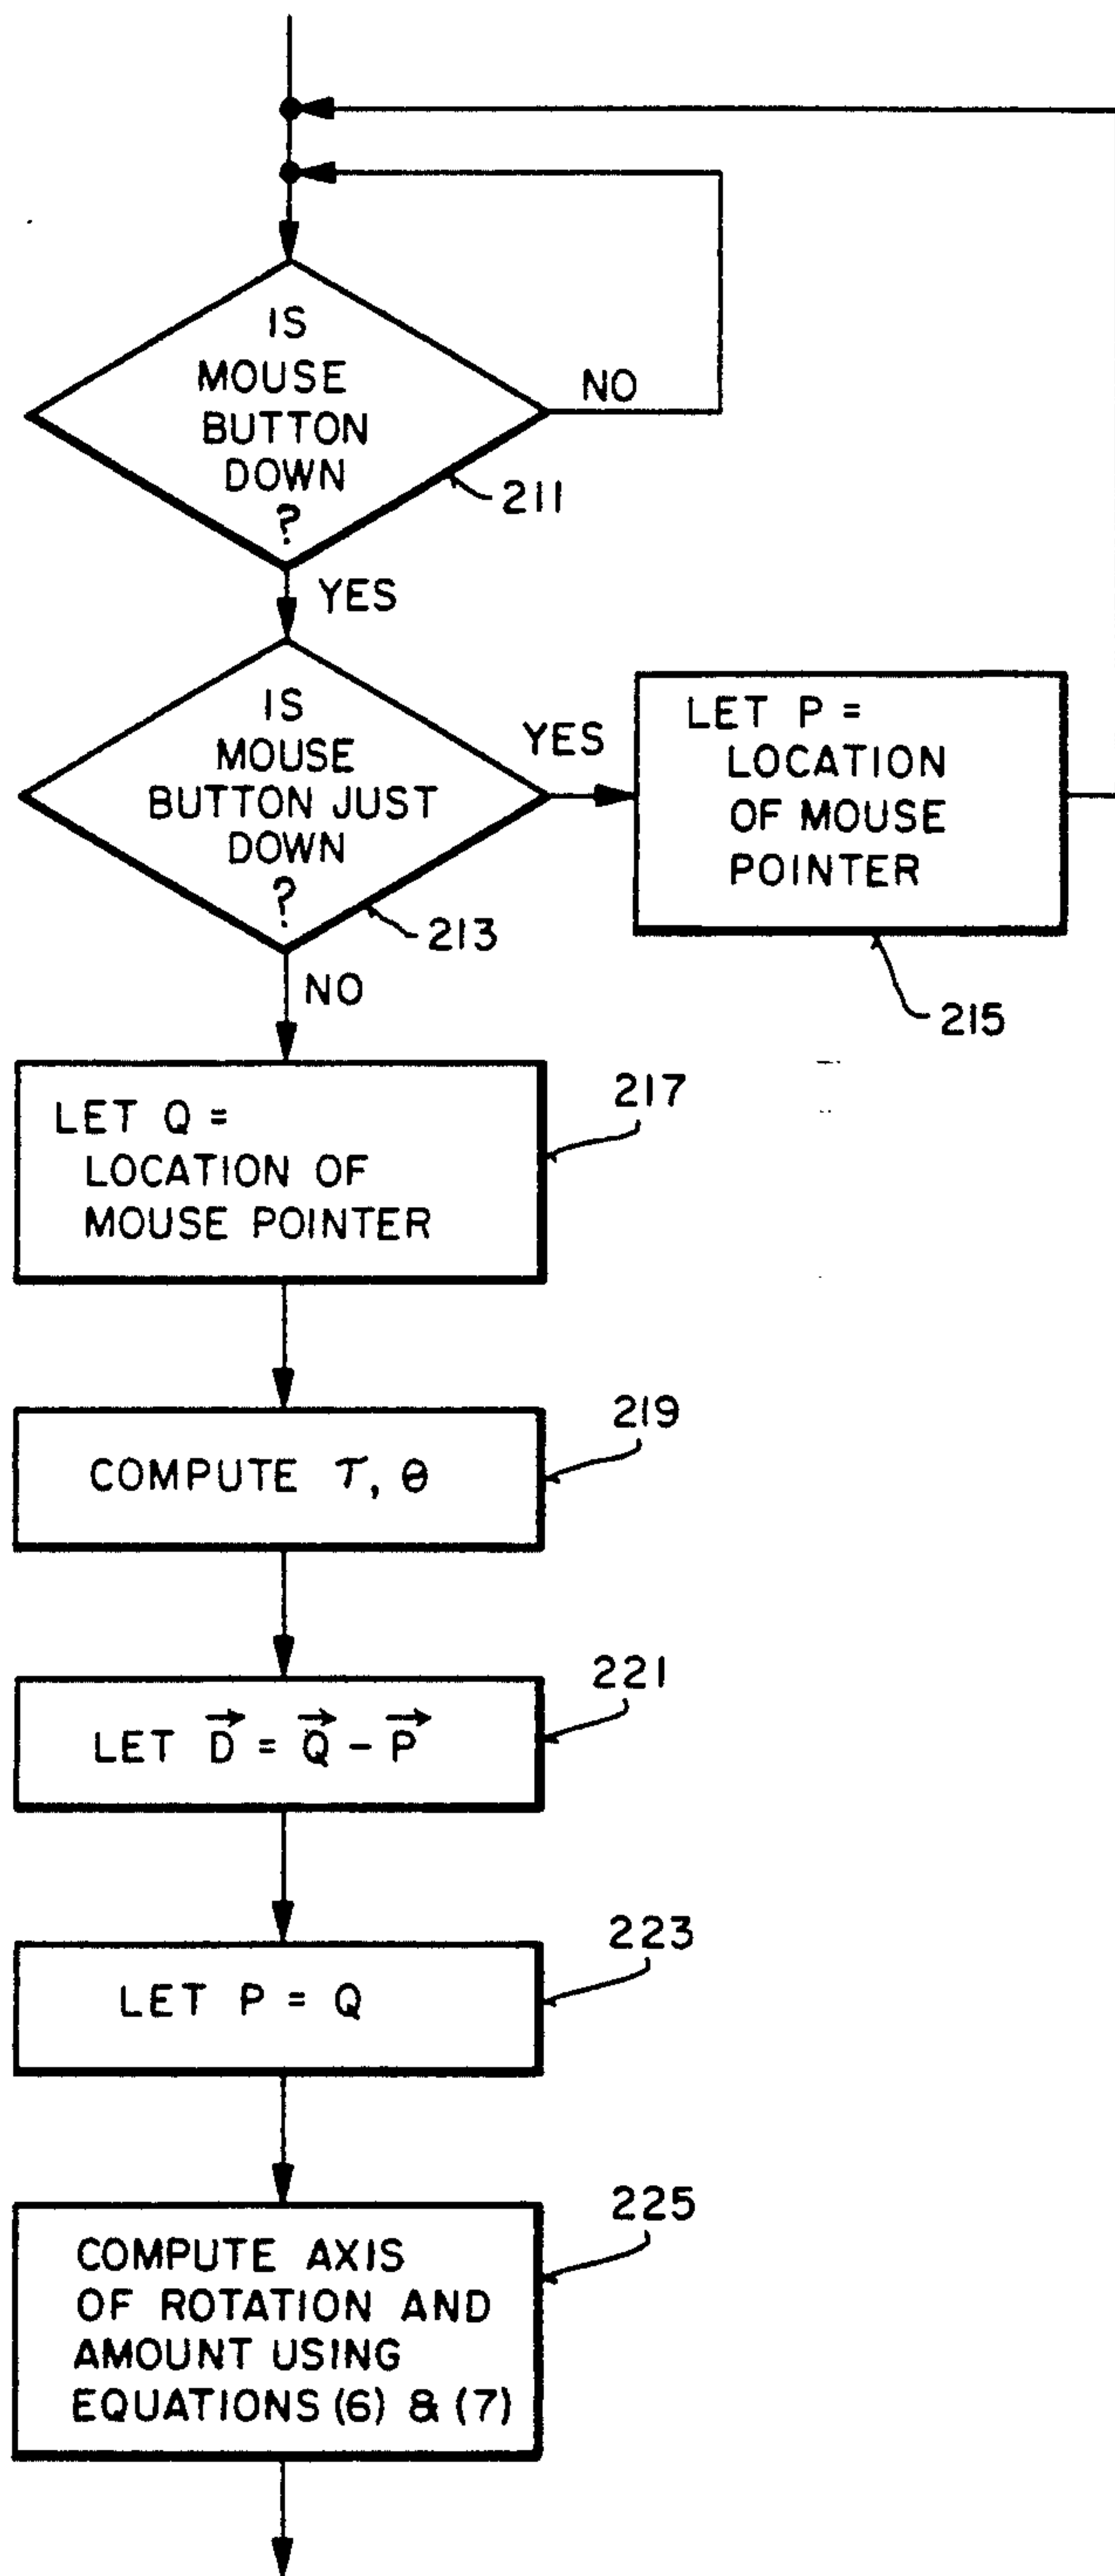 IS
MOUSE
BUTTON
DOWN
?
NO
211
YES
IS
MOUSE
BUTTON JUST
DOWN
?
213
YES
LET P =
LOCATION
OF MOUSE
POINTER
215
NO
LET Q =
LOCATION OF
MOUSE POINTER
217
COMPUTE τ, θ
219
LET D⃗ = Q⃗ - P⃗
221
LET P = Q
223
COMPUTE AXIS
OF ROTATION AND
AMOUNT USING
EQUATIONS (6) & (7)
225